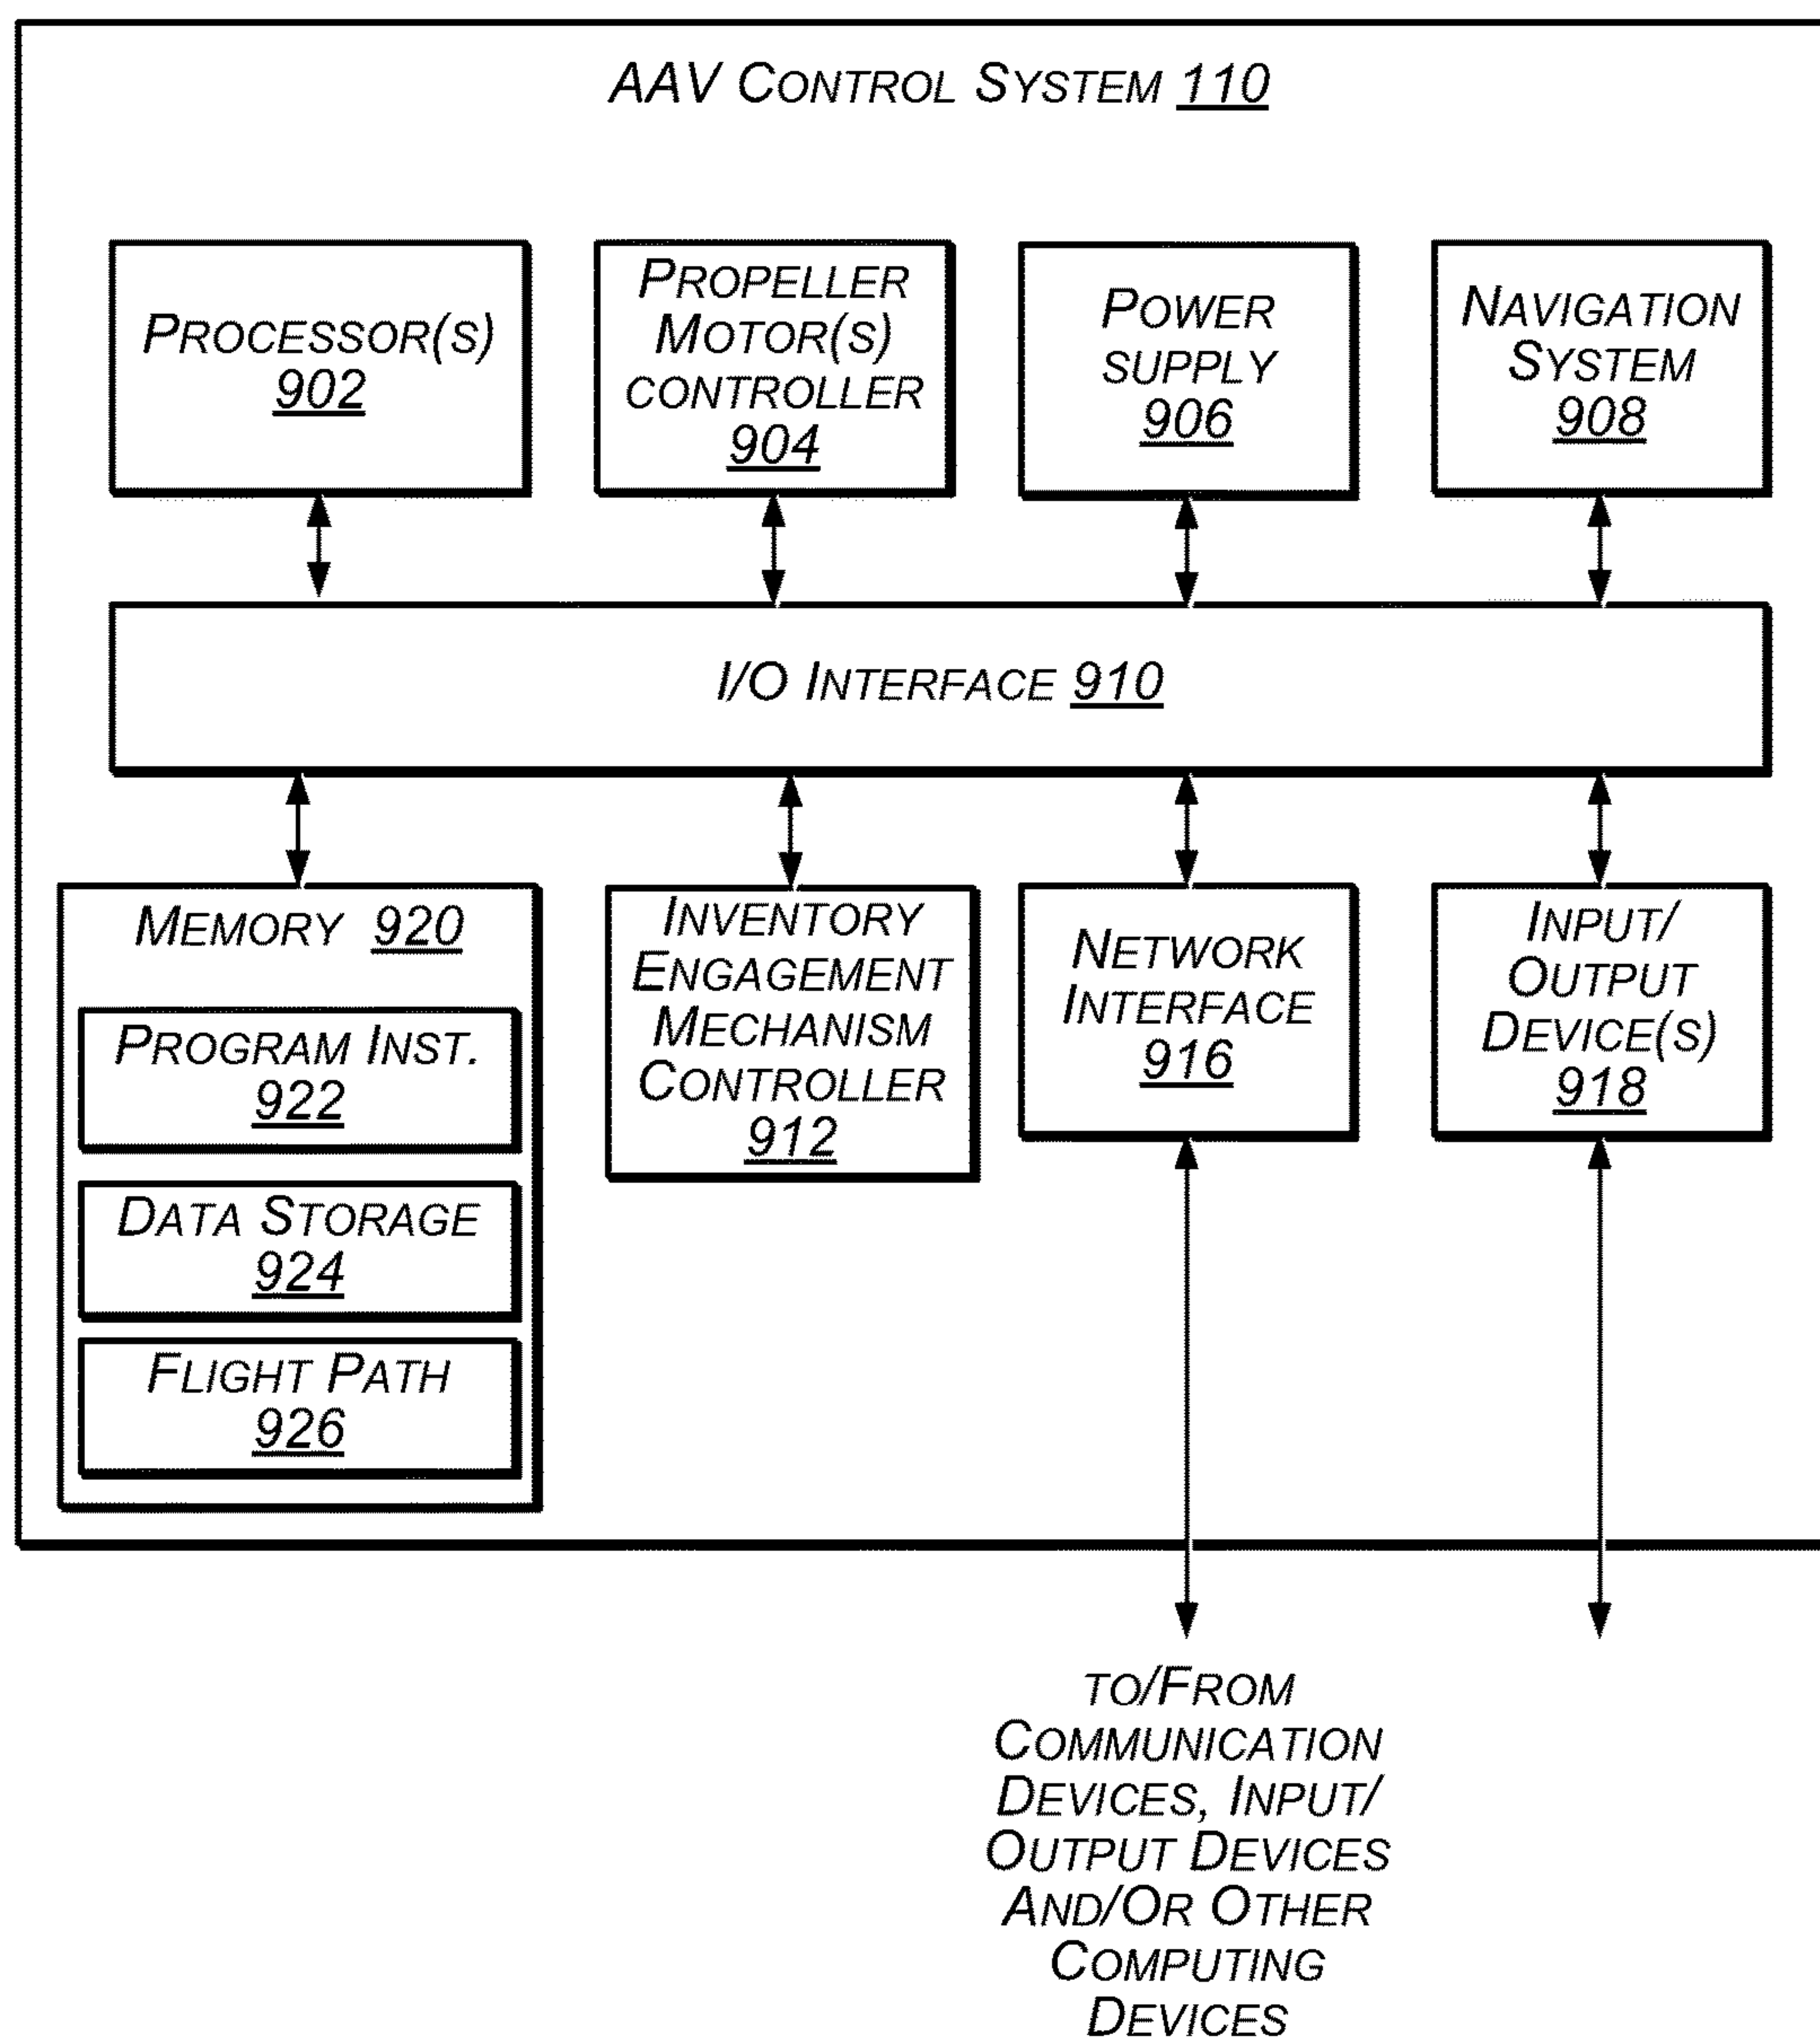 AAV Control System 110
Processor(s)
902
Propeller
Motor(s)
controller
904
Power
supply
906
Navigation
System
908
I/O Interface 910
Memory 920
Program Inst.
922
Data Storage
924
Flight Path
926
Inventory
Engagement
Mechanism
Controller
912
Network
Interface
916
Input/
Output
Device(s)
918
to/From
Communication
Devices, Input/
Output Devices
And/Or Other
Computing
Devices